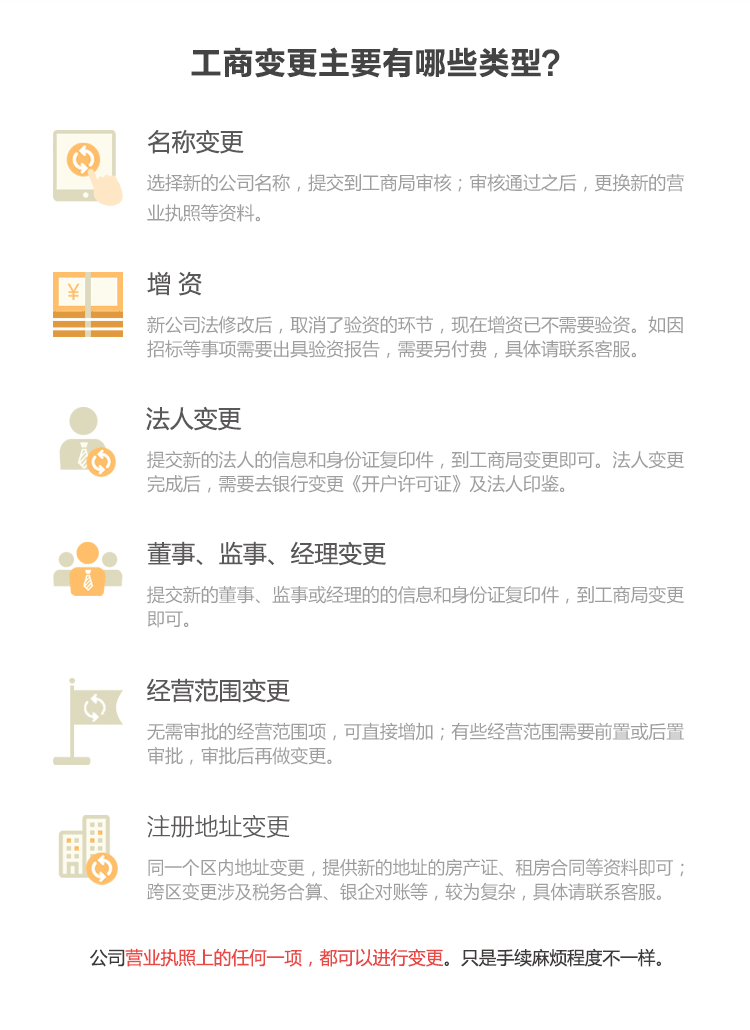 工商变更主要有哪些类型？
名称变更
选择新的公司名称，提交到工商局审核；审核通过之后，更换新的营
业执照等资料。
¥
增 资
新公司法修改后，取消了验资的环节，现在增资已不需要验资。如因
招标等事项需要出具验资报告，需要另付费，具体请联系客服。
法人变更
提交新的法人的信息和身份证复印件，到工商局变更即可。法人变更
完成后，需要去银行变更《开户许可证》及法人印鉴。
董事、监事、经理变更
提交新的董事、监事或经理的的信息和身份证复印件，到工商局变更
即可。
经营范围变更
无需审批的经营范围项，可直接增加；有些经营范围需要前置或后置
审批，审批后再做变更。
注册地址变更
同一个区内地址变更，提供新的地址的房产证、租房合同等资料即可；
跨区变更涉及税务合算、银企对账等，较为复杂，具体请联系客服。
公司营业执照上的任何一项，都可以进行变更。只是手续麻烦程度不一样。